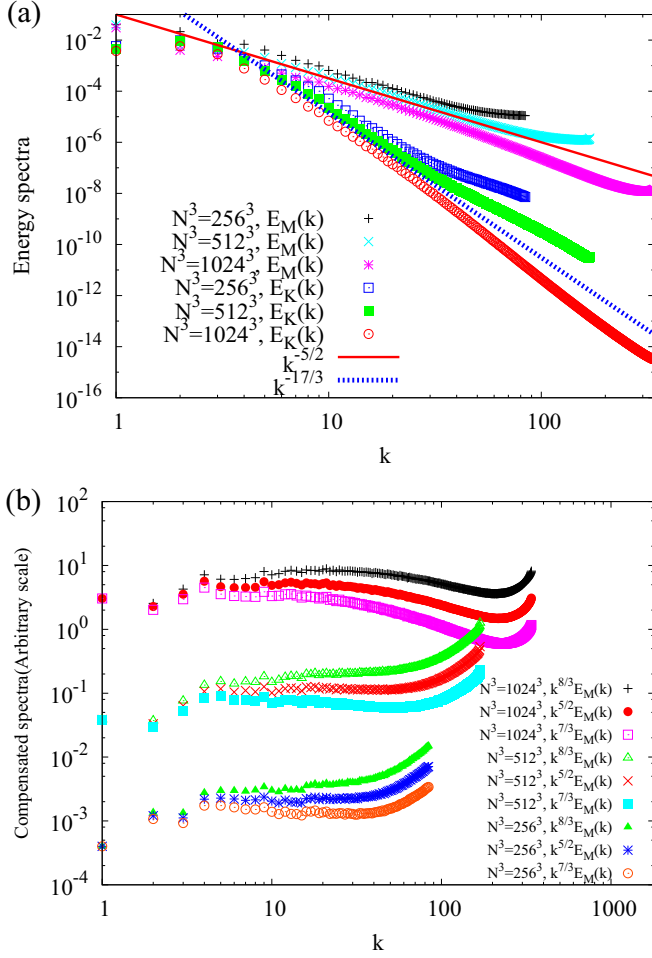 (a)
10^-2
10^-4
10^-6
10^-8
10^-10
10^-12
10^-14
10^-16
Energy spectra
N^3=256^3, E_M(k)
N^3=512^3, E_M(k)
N^3=1024^3, E_M(k)
N^3=256^3, E_K(k)
N^3=512^3, E_K(k)
N^3=1024^3, E_K(k)
k^-5/2
k^-17/3
1 10 100
k
(b)
10^2
10^1
10^0
10^-1
10^-2
10^-3
10^-4
Compensated spectra(Arbitrary scale)
N^3=1024^3, k^8/3E_M(k)
N^3=1024^3, k^5/2E_M(k)
N^3=1024^3, k^7/3E_M(k)
N^3=512^3, k^8/3E_M(k)
N^3=512^3, k^5/2E_M(k)
N^3=512^3, k^7/3E_M(k)
N^3=256^3, k^8/3E_M(k)
N^3=256^3, k^5/2E_M(k)
N^3=256^3, k^7/3E_M(k)
1 10 100 1000
k